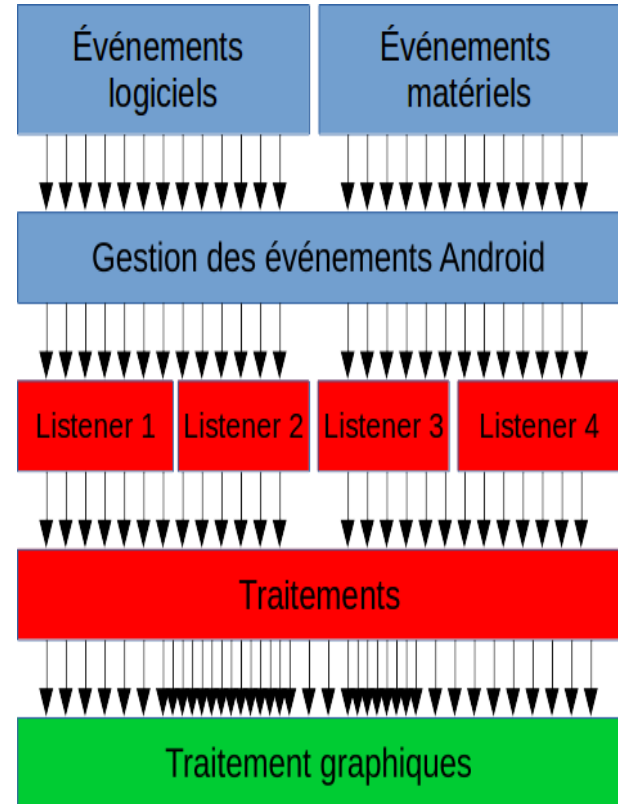 Événements
logiciels
Événements
matériels
Gestion des événements Android
Listener 1
Listener 2
Listener 3
Listener 4
Traitements
Traitement graphiques